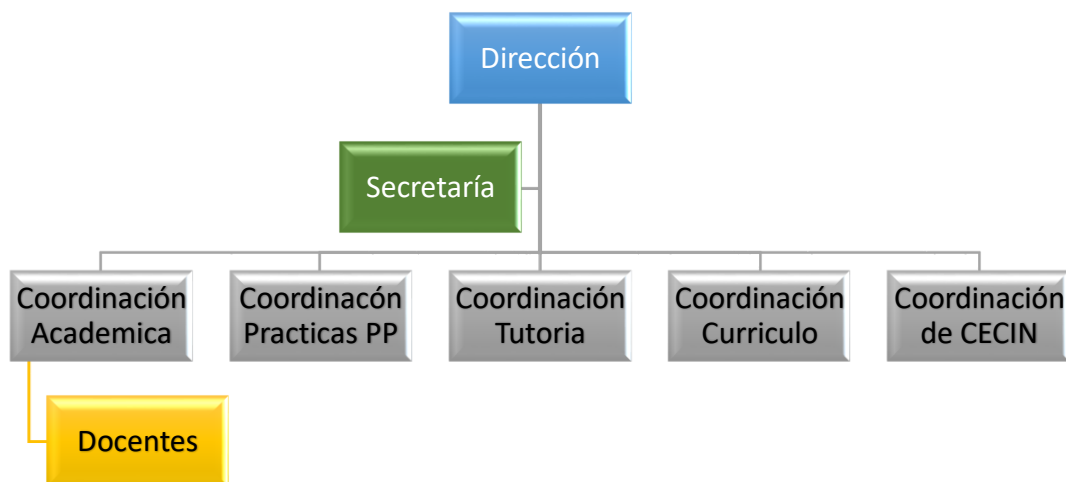 Dirección
Secretaría
Coordinación
Academica
Coordinacón
Practicas PP
Coordinación
Tutoria
Coordinación
Curriculo
Coordinación
de CECIN
Docentes